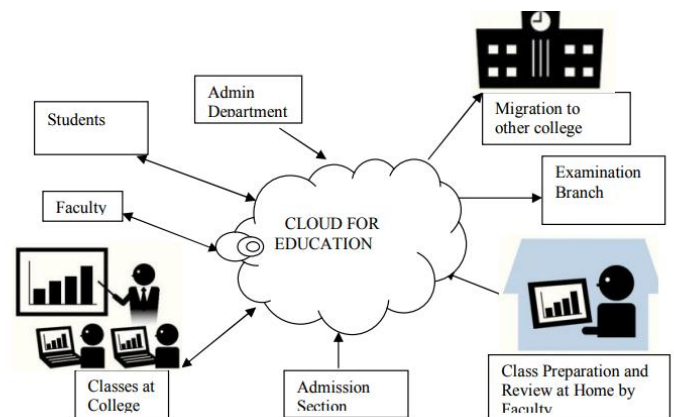 Admin
Department
Migration to
other college
Students
Examination
Branch
Faculty
CLOUD FOR
EDUCATION
Classes at
College
Admission
Section
Class Preparation and
Review at Home by
Faculty